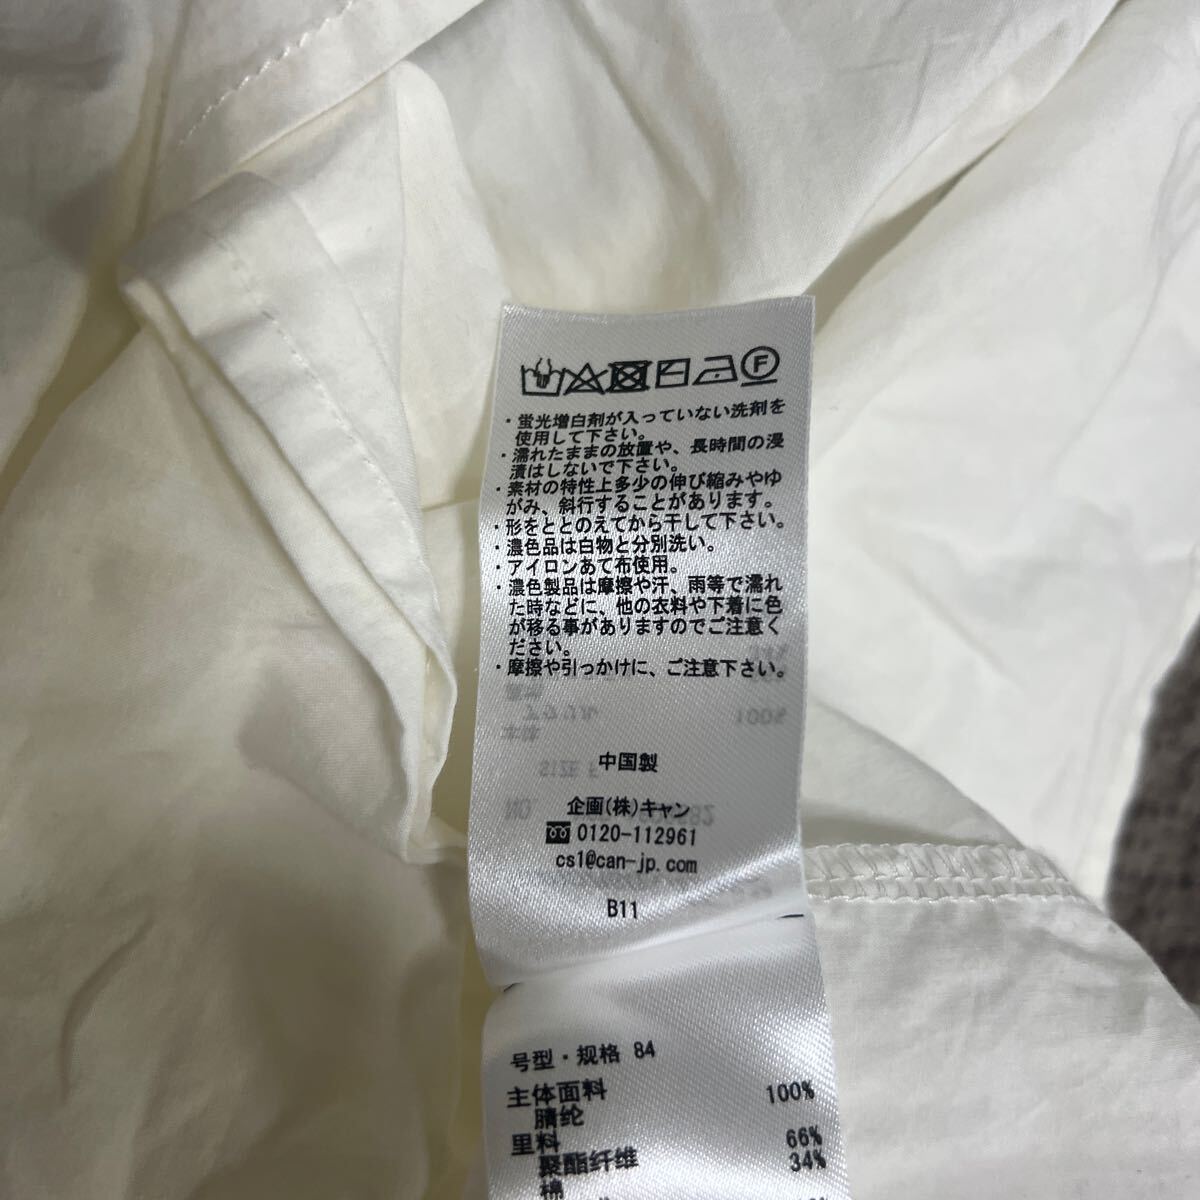 F
・蛍光増白剤が入っていない洗剤を
使用して下さい。
・濡れたままの放置や、長時間の浸
漬はしないで下さい。
・素材の特性上多少の伸び縮みやゆ
がみ、斜行することがあります。
・形をととのえてから干して下さい。
・濃色品は白物と分別洗い。
・アイロンあて布使用。
・濃色製品は摩擦や汗、雨等で濡れ
た時などに、他の衣料や下着に色
が移る事がありますのでご注意く
ださい。
・摩擦や引っかけに、ご注意下さい。
中国製
企画(株)キャン
0120-112961
cs1@can-jp.com
B11
号型・规格 84
主体面料 100%
腈纶
里料 66%
聚酯纤维 34%
棉